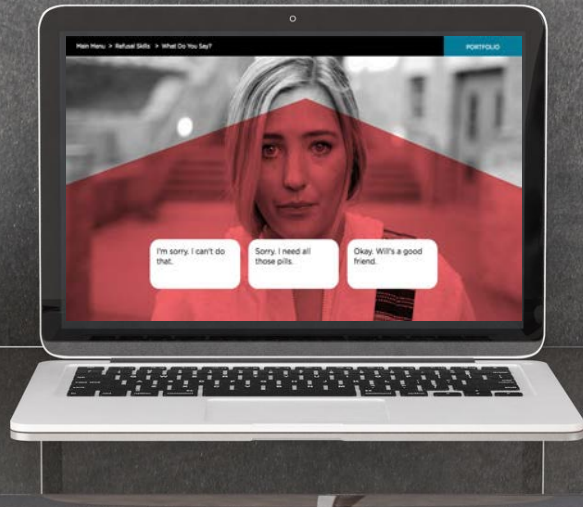 Main Menu > Refusal Skills > What Do You Say?
PORTFOLIO
I'm sorry. I can't do
that.
Sorry. I need all
those pills.
Okay. Will's a good
friend.